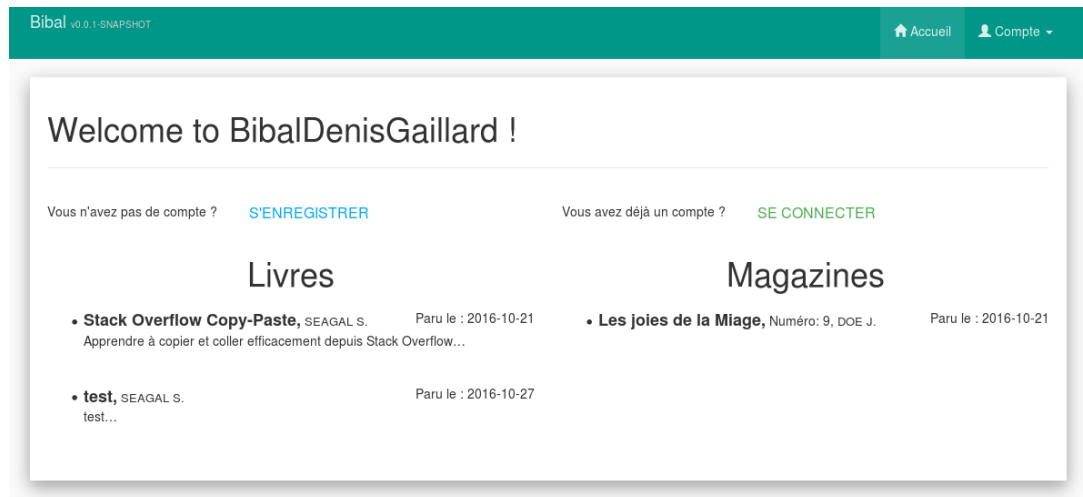 Bibal v0.0.1-SNAPSHOT
Accueil
Compte
Welcome to BibalDenisGaillard !
Vous n'avez pas de compte ? S'ENREGISTRER
Vous avez déjà un compte ? SE CONNECTER
Livres
Stack Overflow Copy-Paste, SEAGAL S. Paru le : 2016-10-21
Apprendre à copier et coller efficacement depuis Stack Overflow...
test, SEAGAL S. Paru le : 2016-10-27
test...
Magazines
Les joies de la Miage, Numéro: 9, DOE J. Paru le : 2016-10-21